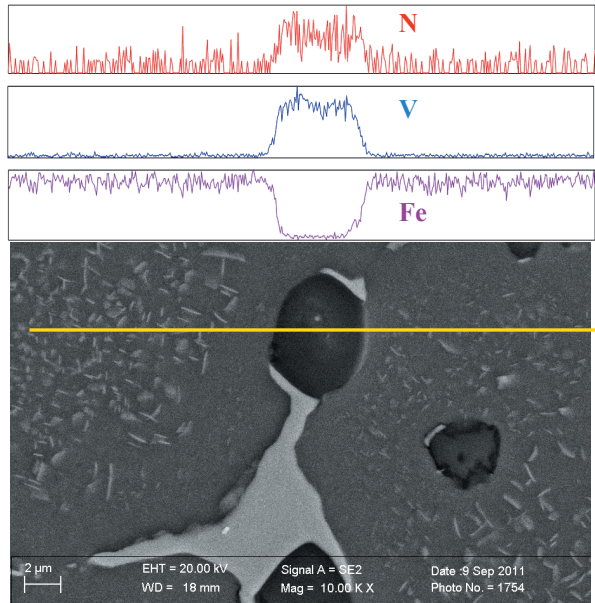 N
V
Fe
2 µm
EHT = 20.00 kV Signal A = SE2 Date :9 Sep 2011
WD = 18 mm Mag = 10.00 K X Photo No. = 1754